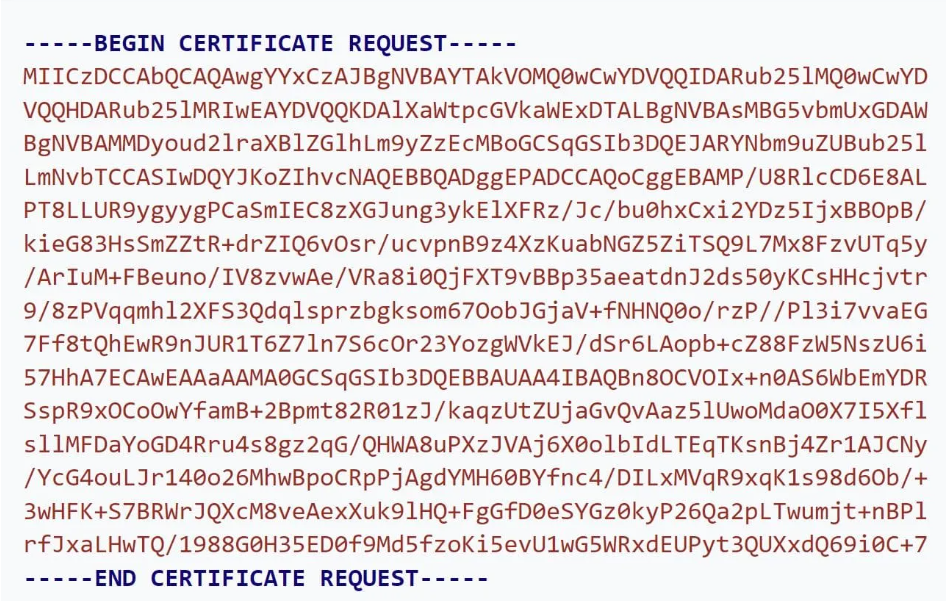 -----BEGIN CERTIFICATE REQUEST-----
MIICzDCCAbQCAQAwgYYxCzAJBgNVBAYTAkVOMQ0wCwYDVQQIDARub25lMQ0wCwYD
VQQHDARub25lMRIwEAYDVQQKDAlXaWtpcGVkaWExDTALBgNVBAsMBG5vbmUxGDAW
BgNVBAMMDyoud2lraXBlZGlhLm9yZzEcMBoGCSqGSIb3DQEJARYNbm9uZUBub25l
LmNvbTCCASIwDQYJKoZIhvcNAQEBBQADggEPADCCAQoCggEBAMP/U8RlcCD6E8AL
PT8LLUR9ygyygPCaSmIEC8zXGJung3ykElXFRz/Jc/bu0hxCxi2YDz5IjxBBOpB/
kieG83HsSmZZtR+drZIQ6vOsr/ucvpnB9z4XzKuabNGZ5ZiTSQ9L7Mx8FzvUTq5y
/ArIuM+FBeuno/IV8zvwAe/VRa8i0QjFXT9vBBp35aeatdnJ2ds50yKCsHHcjvtr
9/8zPVqqmhl2XFS3Qdqlsprzbgksom67OobJGjaV+fNHNQ0o/rzP//Pl3i7vvaEG
7Ff8tQhEwR9nJUR1T6Z7ln7S6cOr23YozgWVkEJ/dSr6LAopb+cZ88FzW5NszU6i
57HhA7ECAwEAAaAAMA0GCSqGSIb3DQEBBAUAA4IBAQBn8OCVOIx+n0AS6WbEmYDR
SspR9xOCoOwYfamB+2Bpmt82R01zJ/kaqzUtZUjaGvQvAaz5lUwoMdaO0X7I5Xfl
sllMFDaYoGD4Rru4s8gz2qG/QHWA8uPXzJVAj6X0olbIdLTEqTKsnBj4Zr1AJCNy
/YcG4ouLJr140o26MhwBpoCRpPjAgdYMH60BYfnc4/DILxMVqR9xqK1s98d6Ob/+
3wHFK+S7BRWrJQXcM8veAexXuk9lHQ+FgGfD0eSYGz0kyP26Qa2pLTwumjt+nBPl
rfJxaLHwTQ/1988G0H35ED0f9Md5fzoKi5evU1wG5WRxdEUPyt3QUXxdQ69i0C+7
-----END CERTIFICATE REQUEST-----